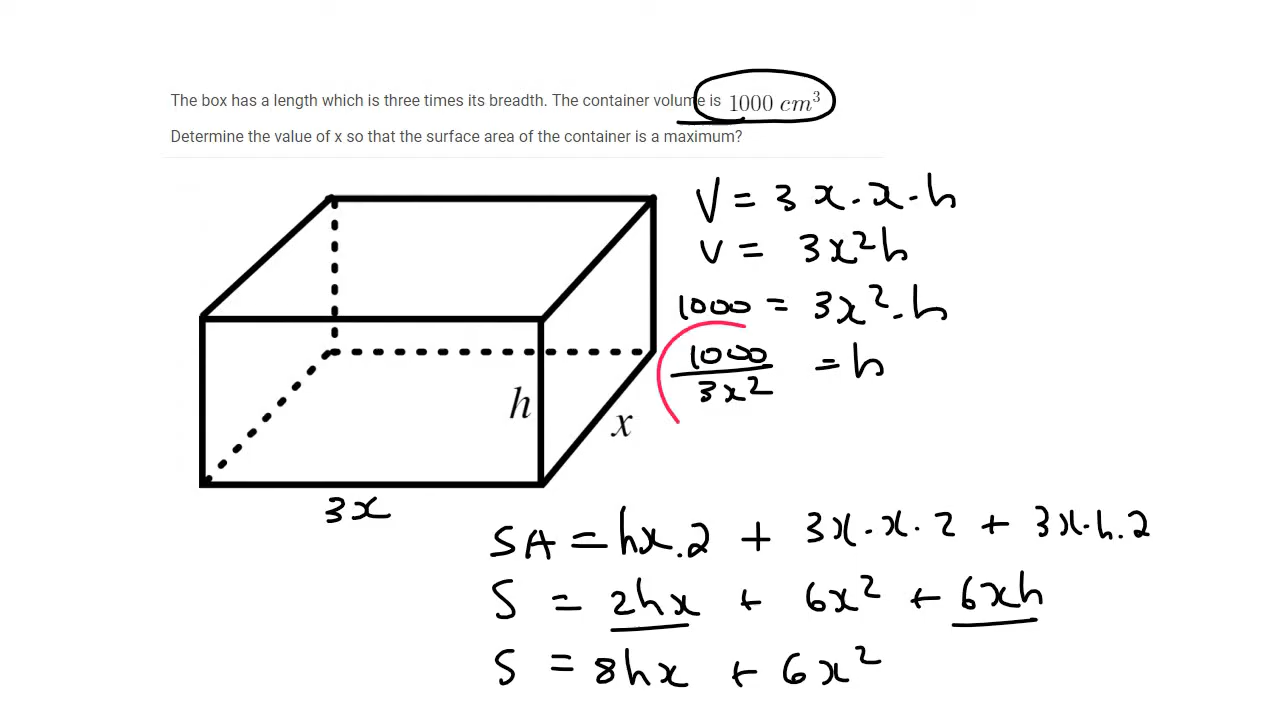 The box has a length which is three times its breadth. The container volume is 1000 cm³
Determine the value of x so that the surface area of the container is a maximum?
V = 3x·x·h
V = 3x²h
1000 = 3x²·h
1000/3x² = h
h
x
3x
SA = hx.2 + 3x·x·2 + 3x·h.2
S = 2hx + 6x² + 6xh
S = 8hx + 6x²